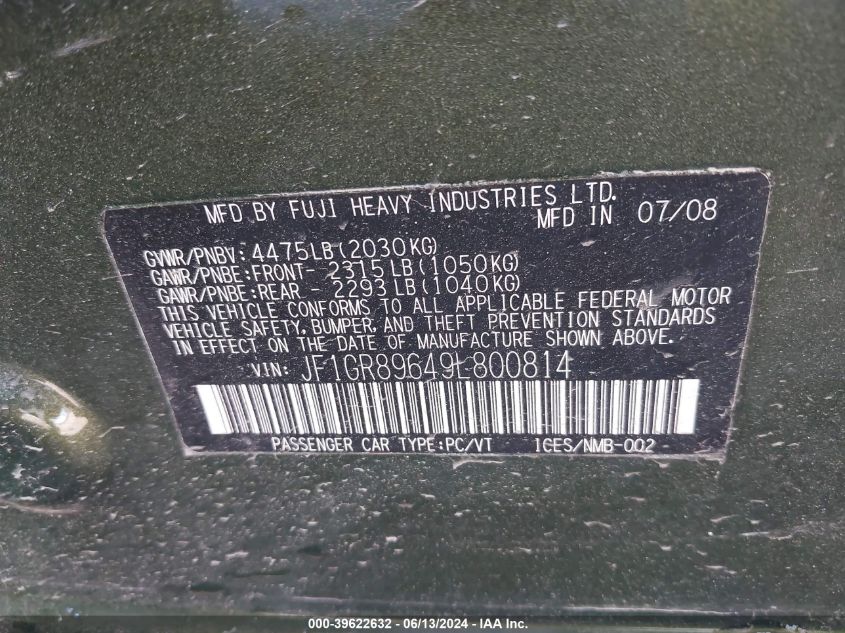 MFD BY FUJI HEAVY INDUSTRIES LTD.
MFD IN 07/08
GVWR/PNBV: 4475LB(2030KG)
GAWR/PNBE:FRONT- 2315LB(1050KG)
GAWR/PNBE:REAR - 2293LB(1040KG)
THIS VEHICLE CONFORMS TO ALL APPLICABLE FEDERAL MOTOR
VEHICLE SAFETY, BUMPER, AND THEFT PREVENTION STANDARDS
IN EFFECT ON THE DATE OF MANUFACTURE SHOWN ABOVE.
VIN: JF1GR89649L800814
PASSENGER CAR TYPE:PC/VT ICES/NMB-002
000-39622632 - 06/13/2024 - IAA Inc.